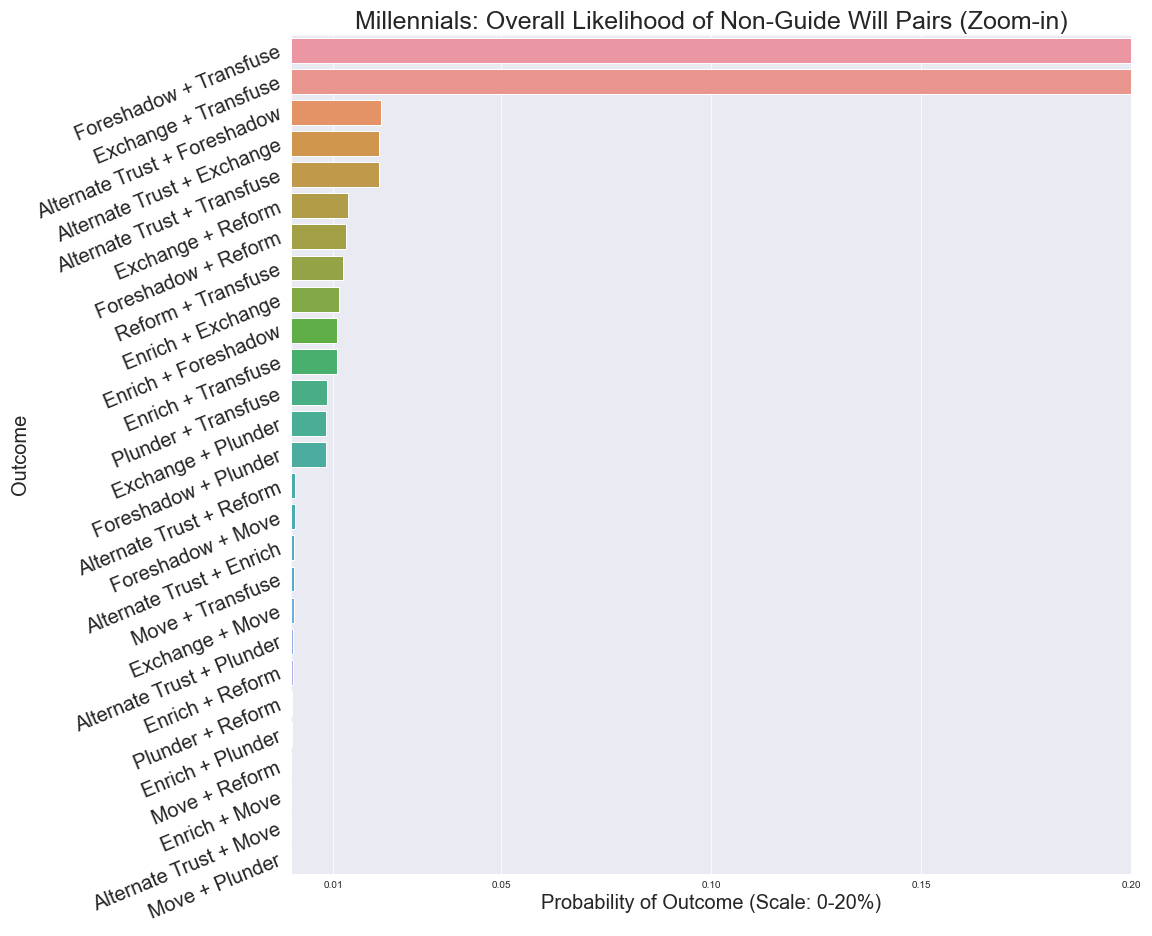 Millennials: Overall Likelihood of Non-Guide Will Pairs (Zoom-in)
Outcome
Foreshadow + Transfuse
Exchange + Transfuse
Alternate Trust + Foreshadow
Alternate Trust + Exchange
Alternate Trust + Transfuse
Exchange + Reform
Foreshadow + Reform
Reform + Transfuse
Enrich + Exchange
Enrich + Foreshadow
Enrich + Transfuse
Plunder + Transfuse
Exchange + Plunder
Foreshadow + Plunder
Alternate Trust + Reform
Foreshadow + Move
Alternate Trust + Enrich
Move + Transfuse
Exchange + Move
Alternate Trust + Plunder
Enrich + Reform
Plunder + Reform
Enrich + Plunder
Move + Reform
Enrich + Move
Alternate Trust + Move
Move + Plunder
0.01 0.05 0.10 0.15 0.20
Probability of Outcome (Scale: 0-20%)